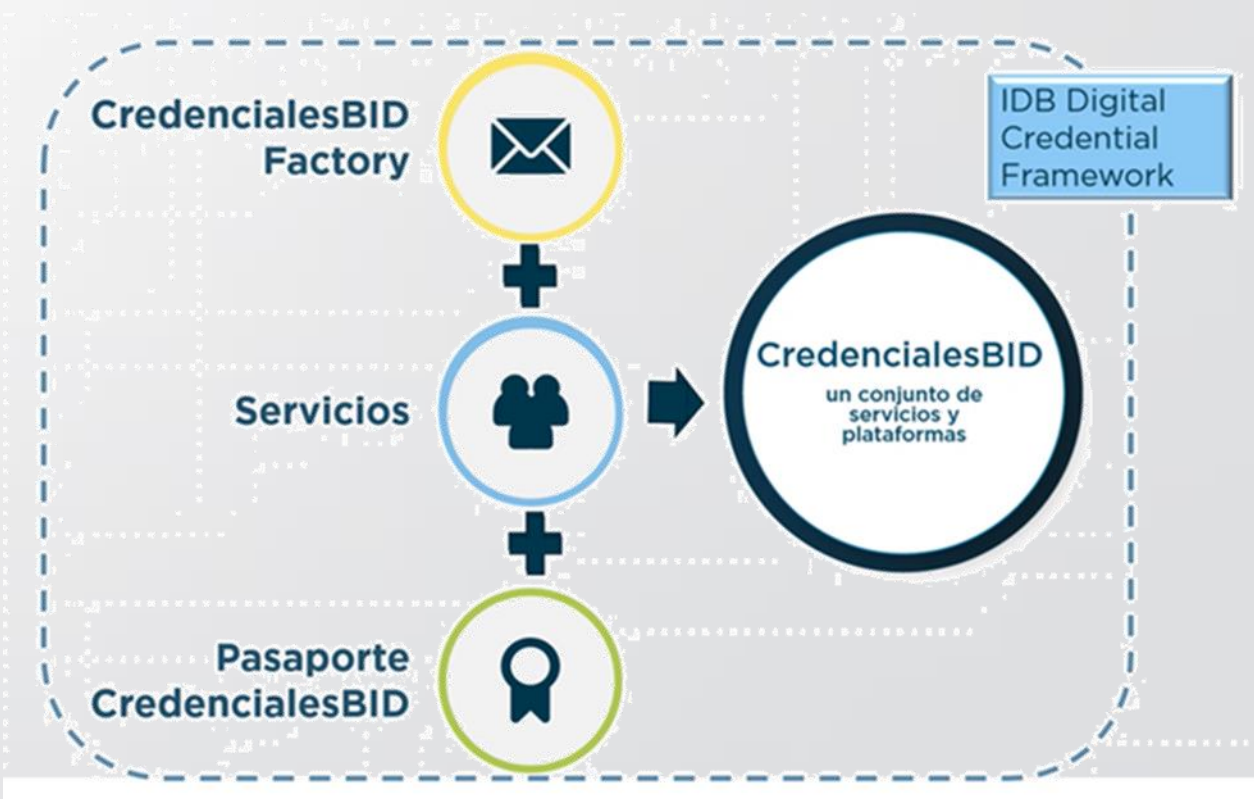 CredencialesBID
Factory
IDB Digital
Credential
Framework
Servicios
CredencialesBID
un conjunto de
servicios y
plataformas
Pasaporte
CredencialesBID